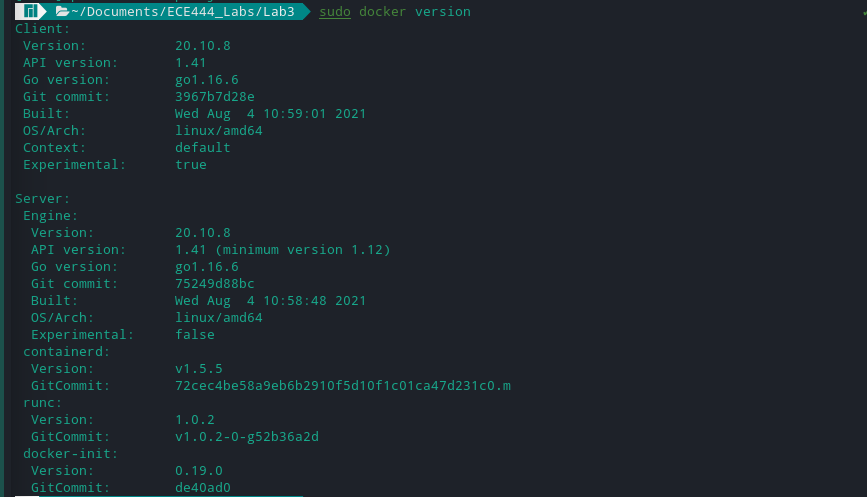 ~/Documents/ECE444_Labs/Lab3 sudo docker version
Client:
 Version:           20.10.8
 API version:       1.41
 Go version:        go1.16.6
 Git commit:        3967b7d28e
 Built:             Wed Aug  4 10:59:01 2021
 OS/Arch:           linux/amd64
 Context:           default
 Experimental:      true

Server:
 Engine:
  Version:          20.10.8
  API version:      1.41 (minimum version 1.12)
  Go version:       go1.16.6
  Git commit:       75249d88bc
  Built:            Wed Aug  4 10:58:48 2021
  OS/Arch:          linux/amd64
  Experimental:     false
 containerd:
  Version:          v1.5.5
  GitCommit:        72cec4be58a9eb6b2910f5d10f1c01ca47d231c0.m
 runc:
  Version:          1.0.2
  GitCommit:        v1.0.2-0-g52b36a2d
 docker-init:
  Version:          0.19.0
  GitCommit:        de40ad0